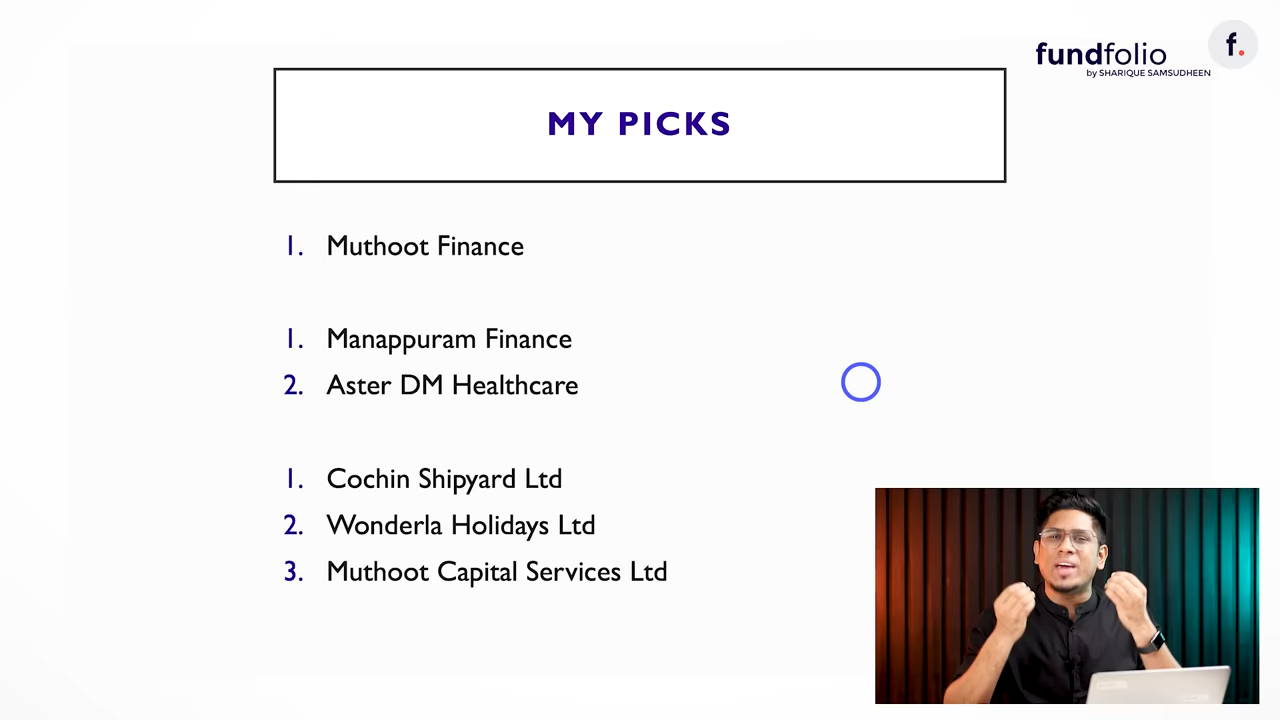 fundfolio
by SHARIQUE SAMSUDHEEN
f.
MY PICKS
1. Muthoot Finance
1. Manappuram Finance
2. Aster DM Healthcare
1. Cochin Shipyard Ltd
2. Wonderla Holidays Ltd
3. Muthoot Capital Services Ltd